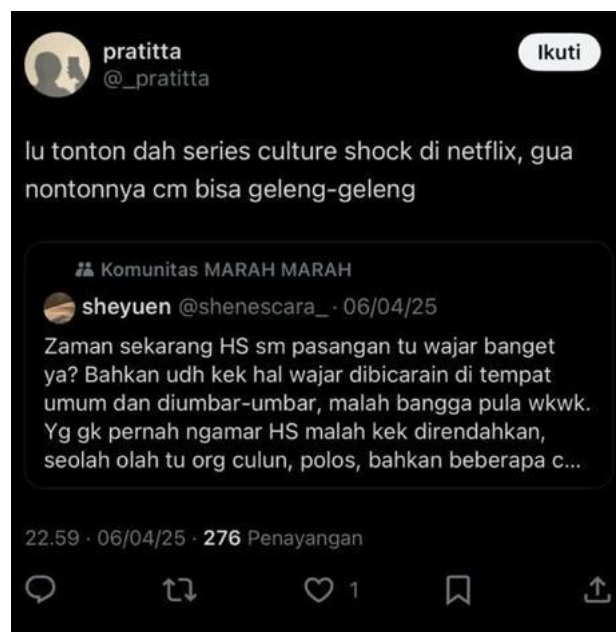 pratitta
Ikuti
@_pratitta
lu tonton dah series culture shock di netflix, gua
nontonnya cm bisa geleng-geleng
Komunitas MARAH MARAH
sheyuen @shenescara_ · 06/04/25
Zaman sekarang HS sm pasangan tu wajar banget
ya? Bahkan udh kek hal wajar dibicarain di tempat
umum dan diumbar-umbar, malah bangga pula wkwk.
Yg gk pernah ngamar HS malah kek direndahkan,
seolah olah tu org culun, polos, bahkan beberapa c...
22.59 · 06/04/25 · 276 Penayangan
1